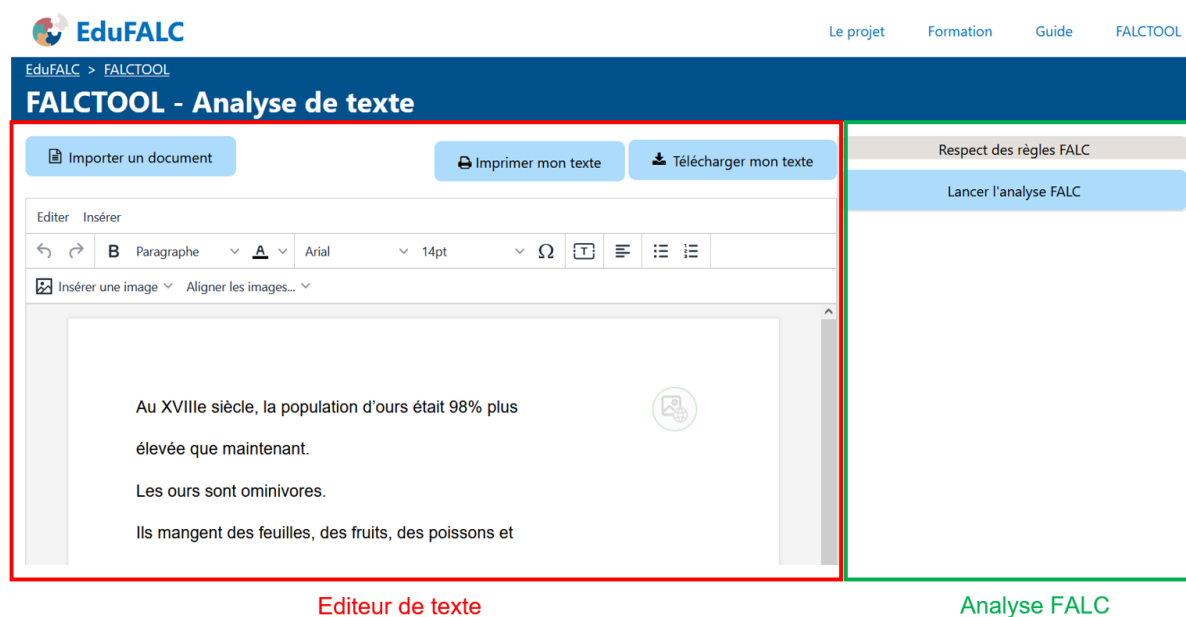 EduFALC
Le projet Formation Guide FALCTOOL
EduFALC > FALCTOOL
FALCTOOL - Analyse de texte
Importer un document
Imprimer mon texte
Télécharger mon texte
Respect des règles FALC
Lancer l'analyse FALC
Editer Insérer
B Paragraphe A Arial 14pt Ω T
Insérer une image Aligner les images...
Au XVIIIe siècle, la population d'ours était 98% plus
élevée que maintenant.
Les ours sont ominivores.
Ils mangent des feuilles, des fruits, des poissons et
Editeur de texte
Analyse FALC